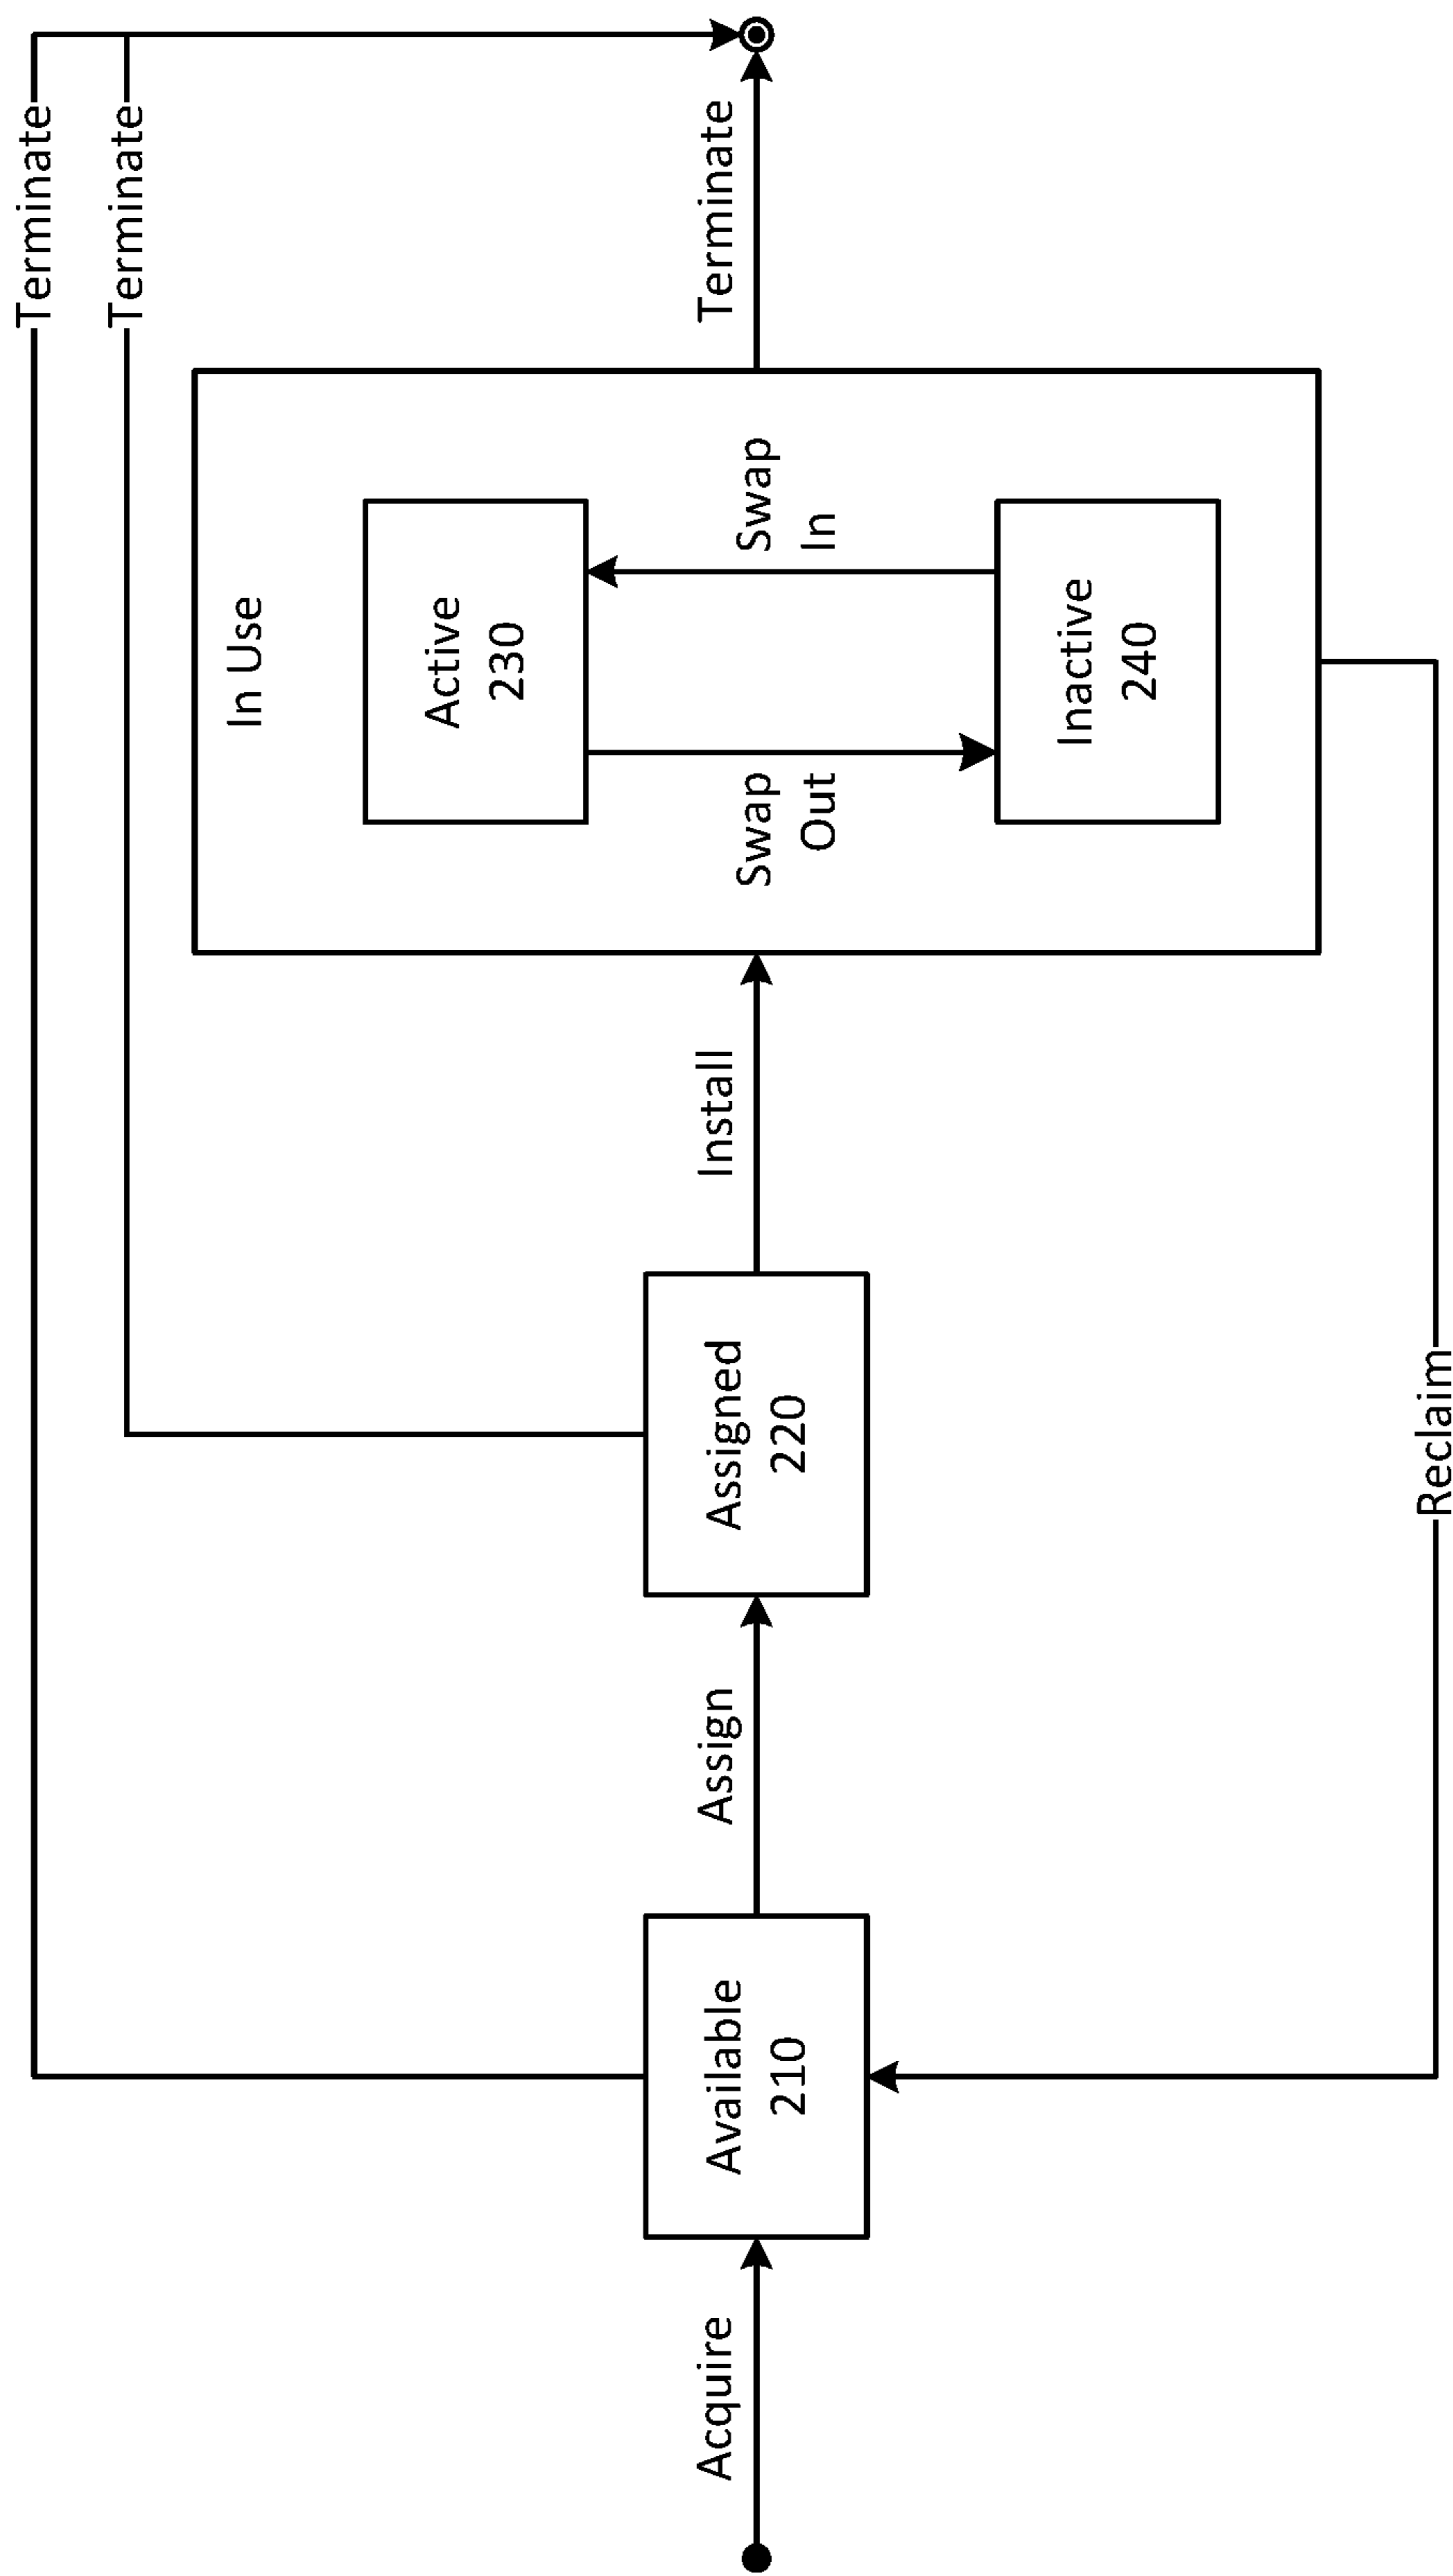 Terminate
Terminate
In Use
Active
230
Swap
Out
Swap
In
Inactive
240
Acquire
Available
210
Assign
Assigned
220
Install
Terminate
Reclaim